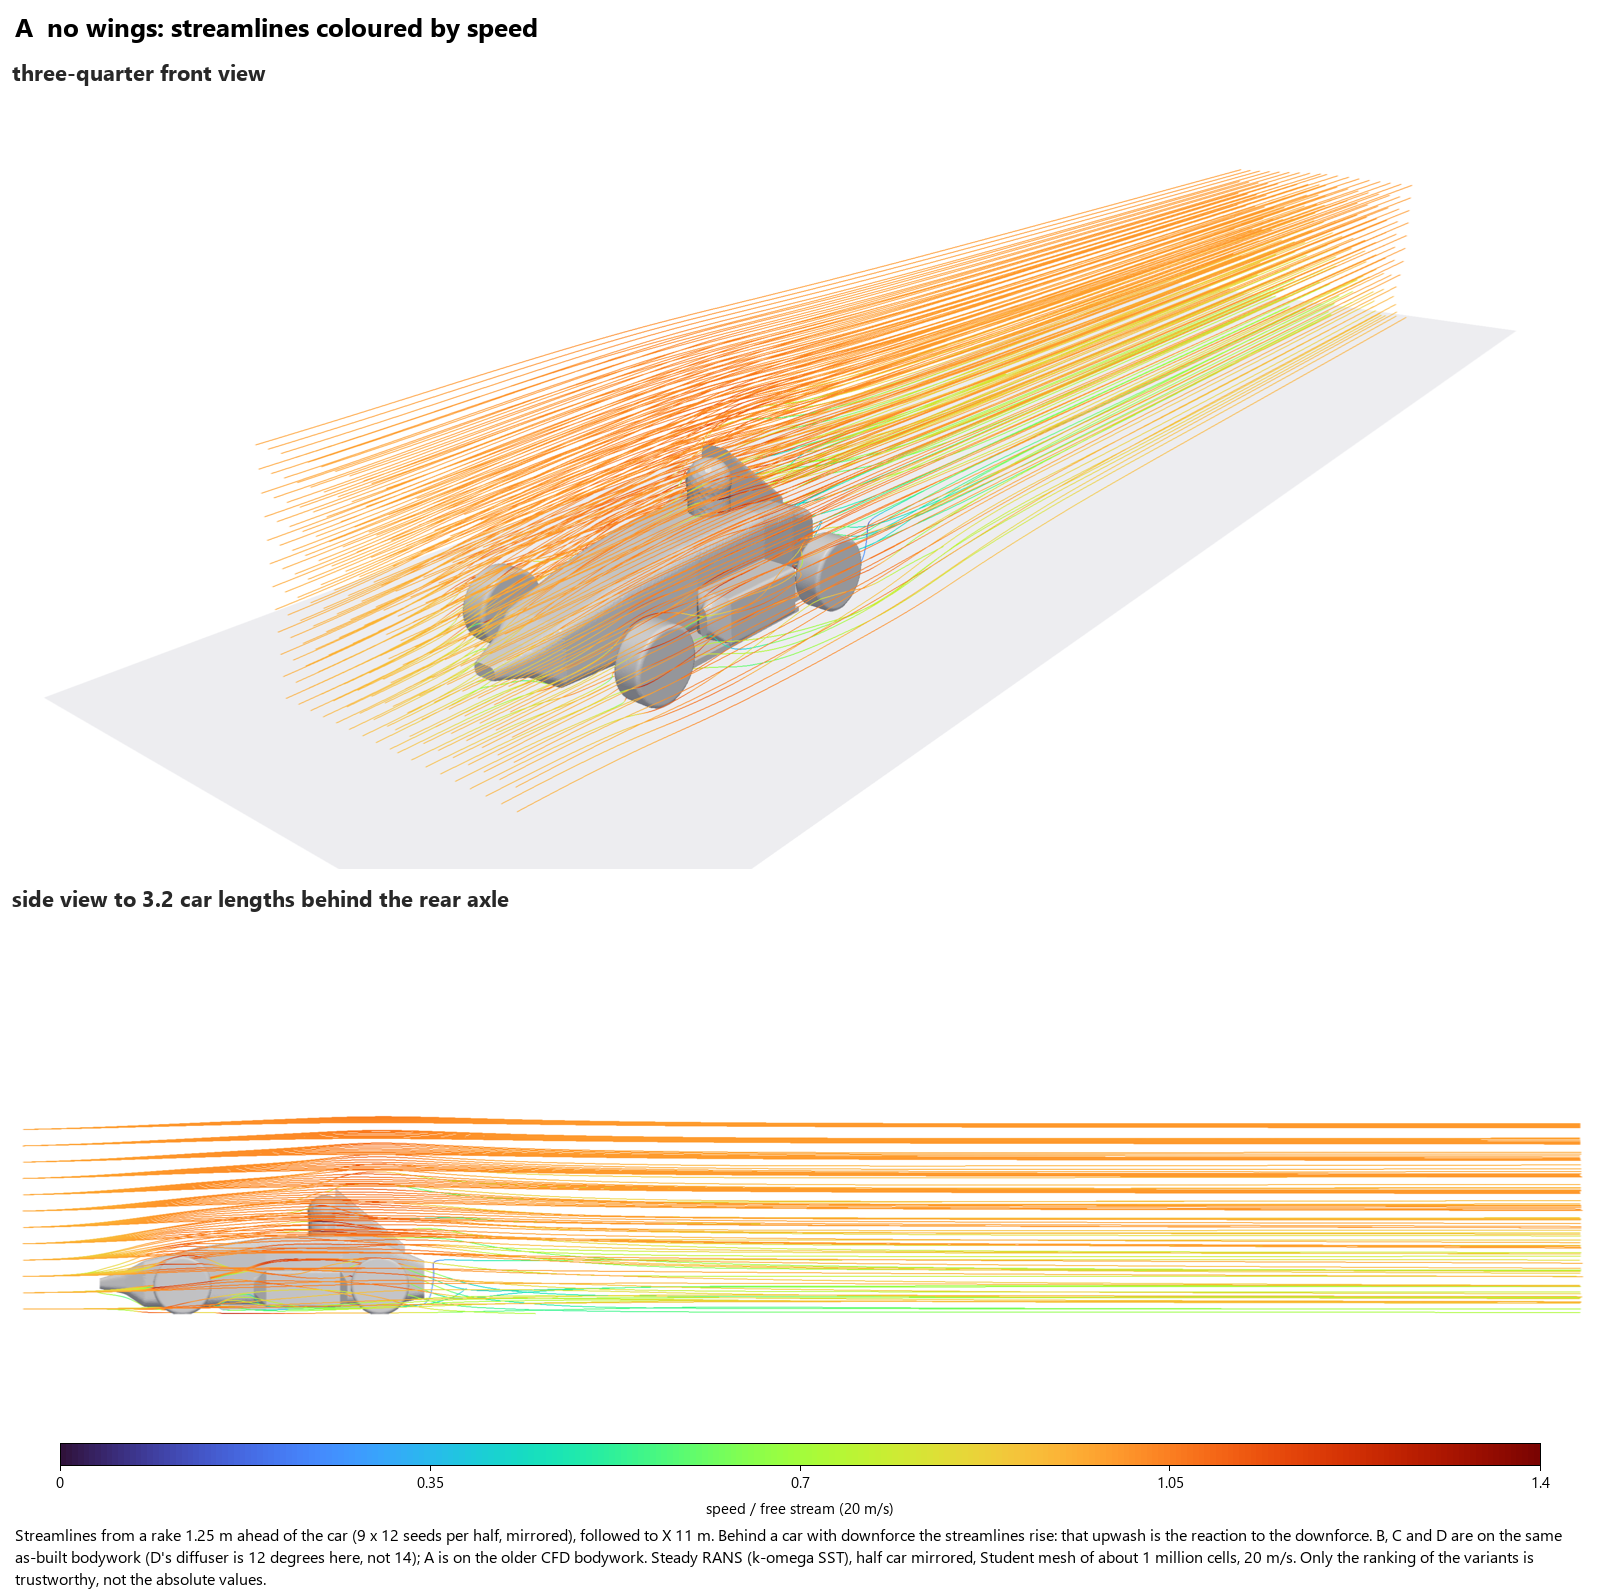 A no wings: streamlines coloured by speed
three-quarter front view
side view to 3.2 car lengths behind the rear axle
0 0.35 0.7 1.05 1.4
speed / free stream (20 m/s)
Streamlines from a rake 1.25 m ahead of the car (9 x 12 seeds per half, mirrored), followed to X 11 m. Behind a car with downforce the streamlines rise: that upwash is the reaction to the downforce. B, C and D are on the same
as-built bodywork (D's diffuser is 12 degrees here, not 14); A is on the older CFD bodywork. Steady RANS (k-omega SST), half car mirrored, Student mesh of about 1 million cells, 20 m/s. Only the ranking of the variants is
trustworthy, not the absolute values.